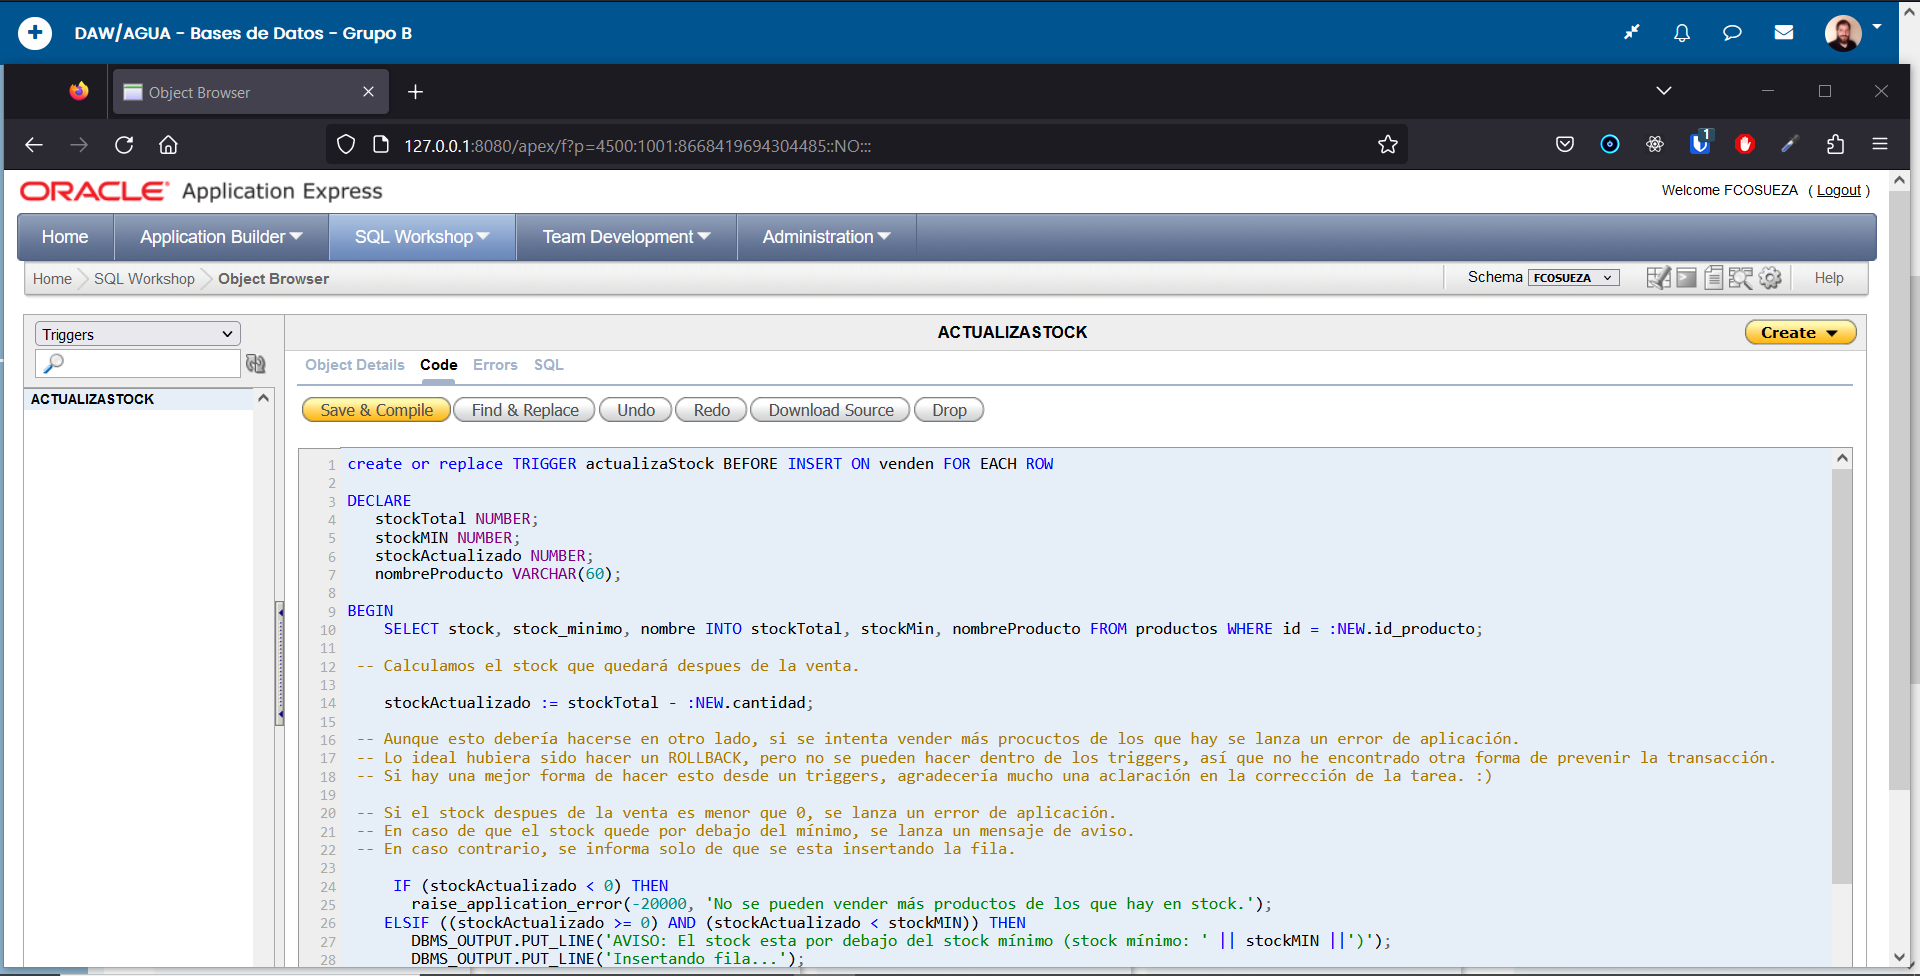 DAW/AGUA - Bases de Datos - Grupo B
Object Browser
127.0.0.1:8080/apex/f?p=4500:1001:8668419694304485::NO:::
1
ORACLE® Application Express
Welcome FCOSUEZA ( Logout )
Home
Application Builder
SQL Workshop
Team Development
Administration
Home
SQL Workshop
Object Browser
Schema
FCOSUEZA
Help
Triggers
ACTUALIZASTOCK
ACTUALIZASTOCK
Create
Object Details
Code
Errors
SQL
Save & Compile
Find & Replace
Undo
Redo
Download Source
Drop
1 create or replace TRIGGER actualizaStock BEFORE INSERT ON venden FOR EACH ROW
2
3 DECLARE
4 stockTotal NUMBER;
5 stockMIN NUMBER;
6 stockActualizado NUMBER;
7 nombreProducto VARCHAR(60);
8
9 BEGIN
10 SELECT stock, stock_minimo, nombre INTO stockTotal, stockMin, nombreProducto FROM productos WHERE id = :NEW.id_producto;
11
12 -- Calculamos el stock que quedará despues de la venta.
13
14 stockActualizado := stockTotal - :NEW.cantidad;
15
16 -- Aunque esto debería hacerse en otro lado, si se intenta vender más procuctos de los que hay se lanza un error de aplicación.
17 -- Lo ideal hubiera sido hacer un ROLLBACK, pero no se pueden hacer dentro de los triggers, así que no he encontrado otra forma de prevenir la transacción.
18 -- Si hay una mejor forma de hacer esto desde un triggers, agradecería mucho una aclaración en la corrección de la tarea. :)
19
20 -- Si el stock despues de la venta es menor que 0, se lanza un error de aplicación.
21 -- En caso de que el stock quede por debajo del mínimo, se lanza un mensaje de aviso.
22 -- En caso contrario, se informa solo de que se esta insertando la fila.
23
24 IF (stockActualizado < 0) THEN
25 raise_application_error(-20000, 'No se pueden vender más productos de los que hay en stock.');
26 ELSIF ((stockActualizado >= 0) AND (stockActualizado < stockMIN)) THEN
27 DBMS_OUTPUT.PUT_LINE('AVISO: El stock esta por debajo del stock mínimo (stock mínimo: ' || stockMIN ||')');
28 DBMS_OUTPUT.PUT_LINE('Insertando fila...');